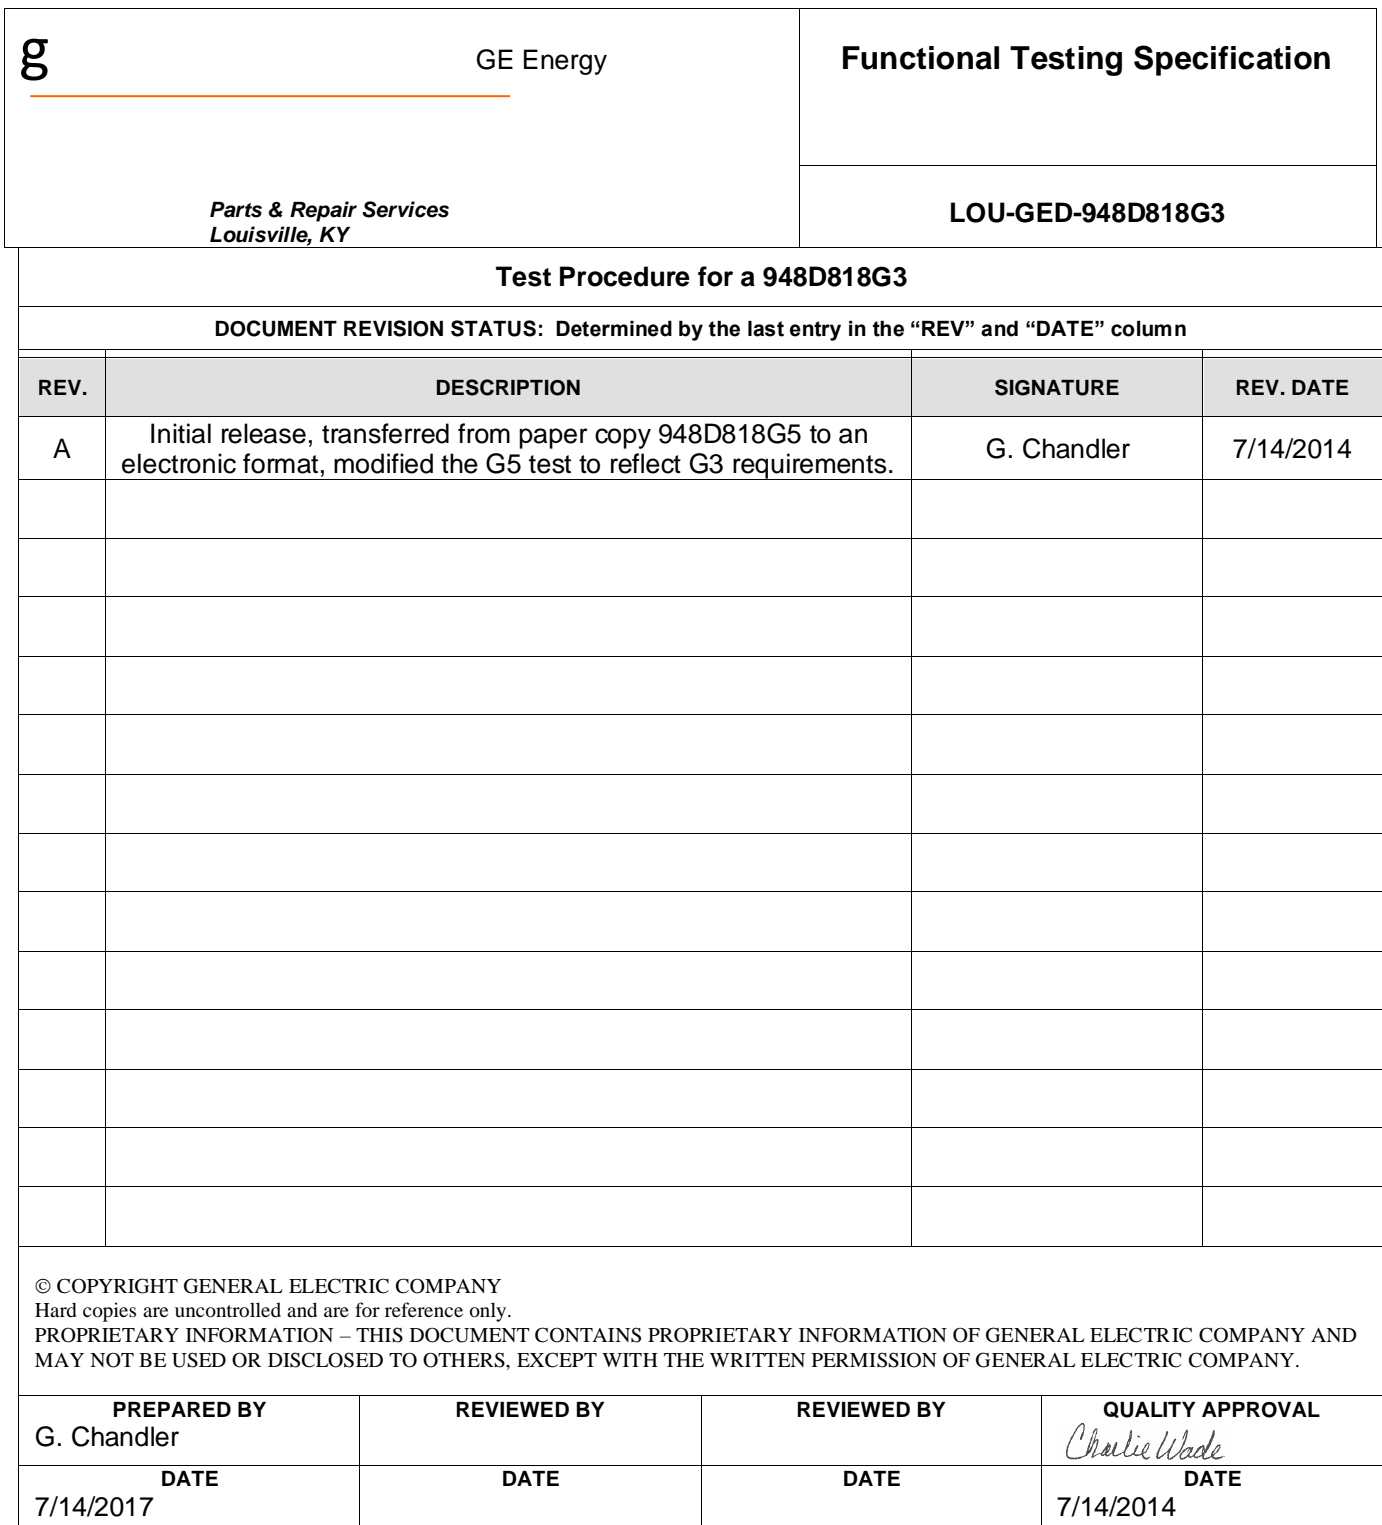 g
GE Energy
Functional Testing Specification
Parts & Repair Services
Louisville, KY
LOU-GED-948D818G3
Test Procedure for a 948D818G3
DOCUMENT REVISION STATUS: Determined by the last entry in the “REV” and “DATE” column
REV. DESCRIPTION SIGNATURE REV. DATE
A Initial release, transferred from paper copy 948D818G5 to an electronic format, modified the G5 test to reflect G3 requirements. G. Chandler 7/14/2014
© COPYRIGHT GENERAL ELECTRIC COMPANY
Hard copies are uncontrolled and are for reference only.
PROPRIETARY INFORMATION – THIS DOCUMENT CONTAINS PROPRIETARY INFORMATION OF GENERAL ELECTRIC COMPANY AND
MAY NOT BE USED OR DISCLOSED TO OTHERS, EXCEPT WITH THE WRITTEN PERMISSION OF GENERAL ELECTRIC COMPANY.
PREPARED BY REVIEWED BY REVIEWED BY QUALITY APPROVAL
G. Chandler Charlie Wade
DATE DATE DATE DATE
7/14/2017 7/14/2014